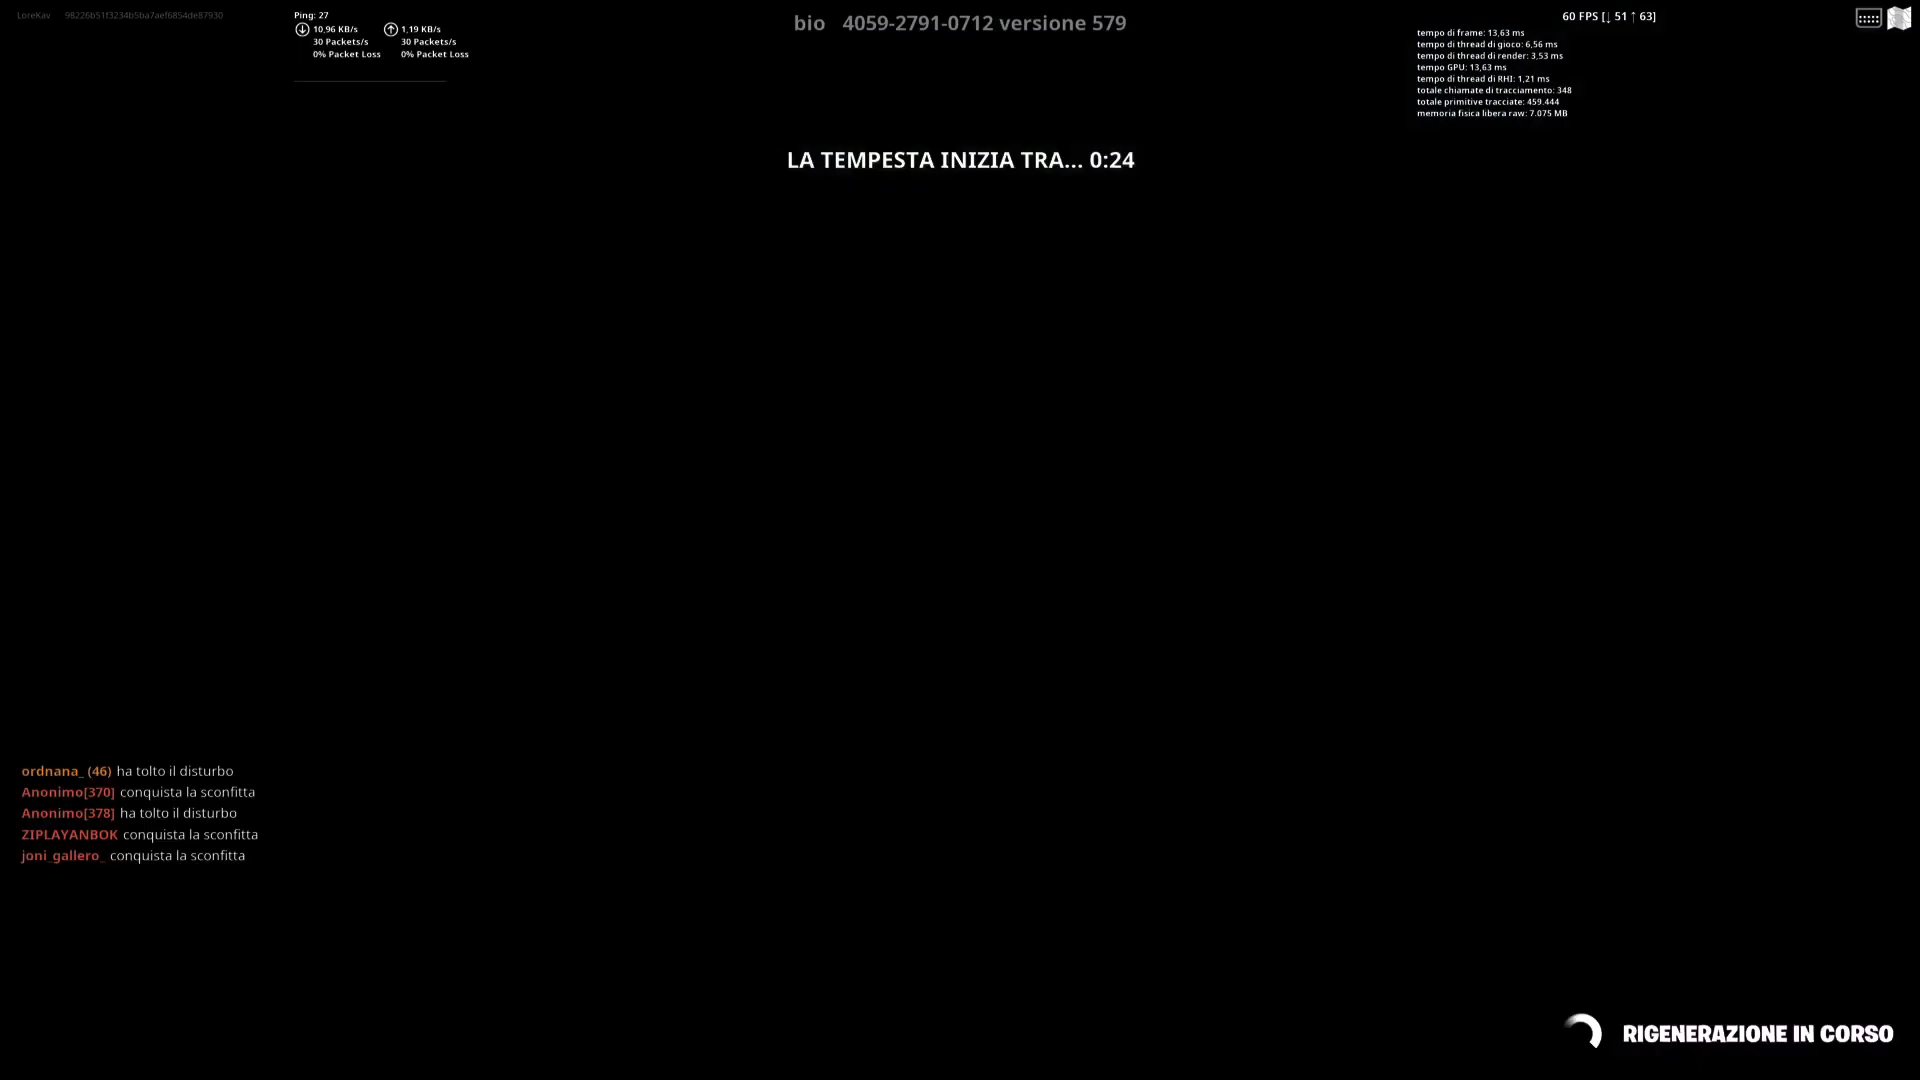 LoreKav 98226b51f3234b5ba7aef6854de87930
Ping: 27
10,96 KB/s 1,19 KB/s
30 Packets/s 30 Packets/s
0% Packet Loss 0% Packet Loss
bio 4059-2791-0712 versione 579
60 FPS [↓ 51 ↑ 63]
tempo di frame: 13,63 ms
tempo di thread di gioco: 6,56 ms
tempo di thread di render: 3,53 ms
tempo GPU: 13,63 ms
tempo di thread di RHI: 1,21 ms
totale chiamate di tracciamento: 348
totale primitive tracciate: 459.444
memoria fisica libera raw: 7.075 MB
LA TEMPESTA INIZIA TRA... 0:24
ordnana_ (46) ha tolto il disturbo
Anonimo[370] conquista la sconfitta
Anonimo[378] ha tolto il disturbo
ZIPLAYANBOK conquista la sconfitta
joni_gallero_ conquista la sconfitta
RIGENERAZIONE IN CORSO